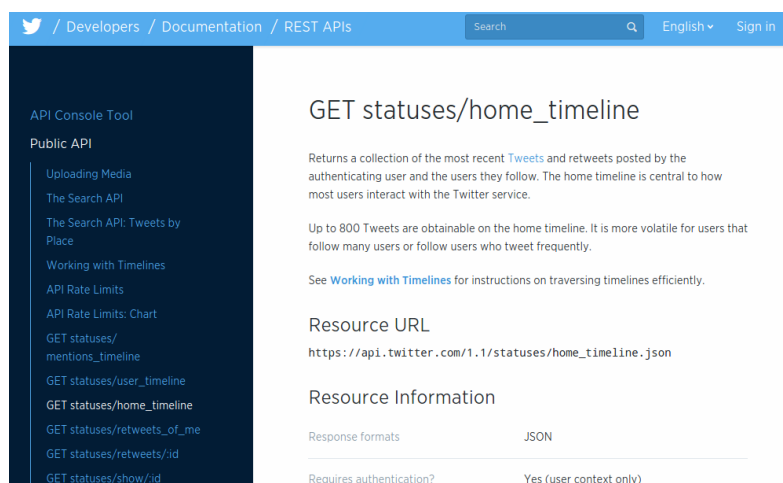 / Developers / Documentation / REST APIs
Search
English
Sign in
API Console Tool
Public API
Uploading Media
The Search API
The Search API: Tweets by
Place
Working with Timelines
API Rate Limits
API Rate Limits: Chart
GET statuses/
mentions_timeline
GET statuses/user_timeline
GET statuses/home_timeline
GET statuses/retweets_of_me
GET statuses/retweets/:id
GET statuses/show/:id
GET statuses/home_timeline
Returns a collection of the most recent Tweets and retweets posted by the
authenticating user and the users they follow. The home timeline is central to how
most users interact with the Twitter service.
Up to 800 Tweets are obtainable on the home timeline. It is more volatile for users that
follow many users or follow users who tweet frequently.
See Working with Timelines for instructions on traversing timelines efficiently.
Resource URL
https://api.twitter.com/1.1/statuses/home_timeline.json
Resource Information
Response formats JSON
Requires authentication? Yes (user context only)